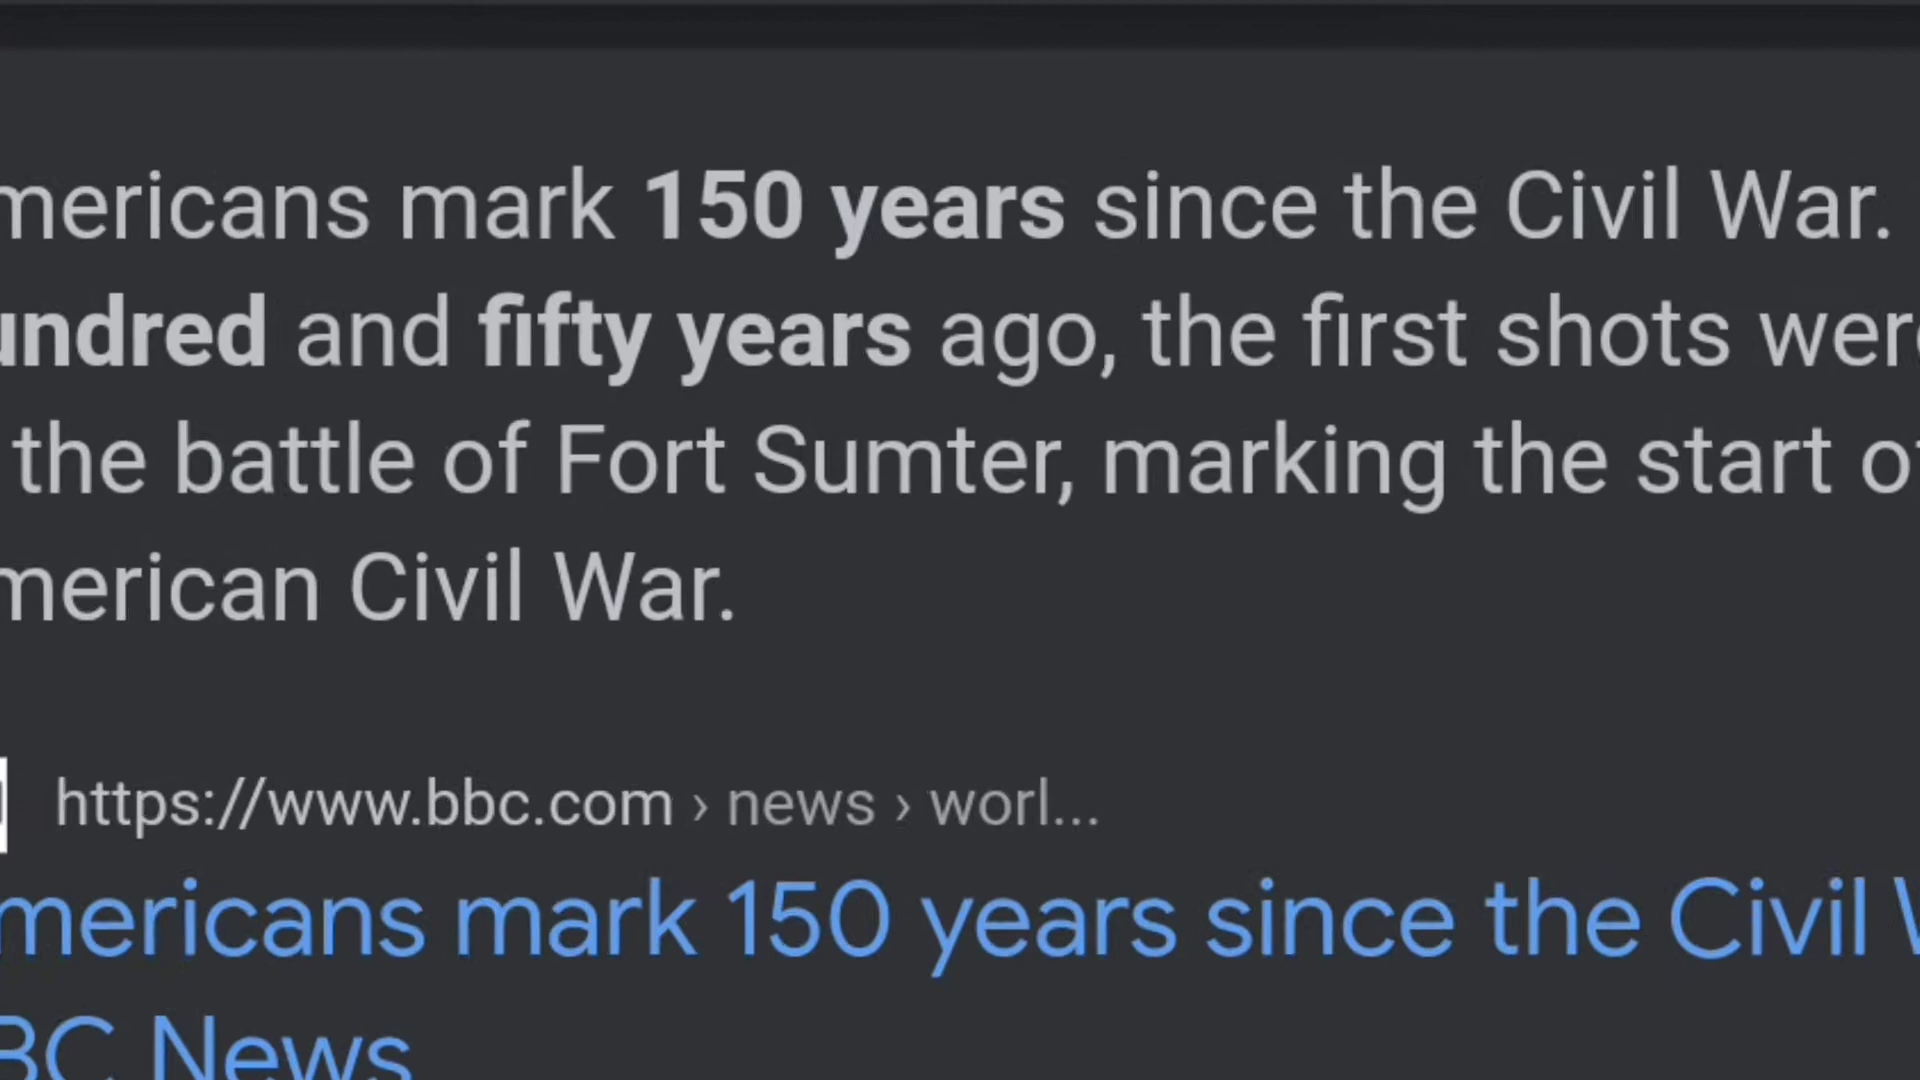 mericans mark 150 years since the Civil War.
undred and fifty years ago, the first shots were
the battle of Fort Sumter, marking the start of
merican Civil War.
https://www.bbc.com › news › worl...
mericans mark 150 years since the Civil
BC News